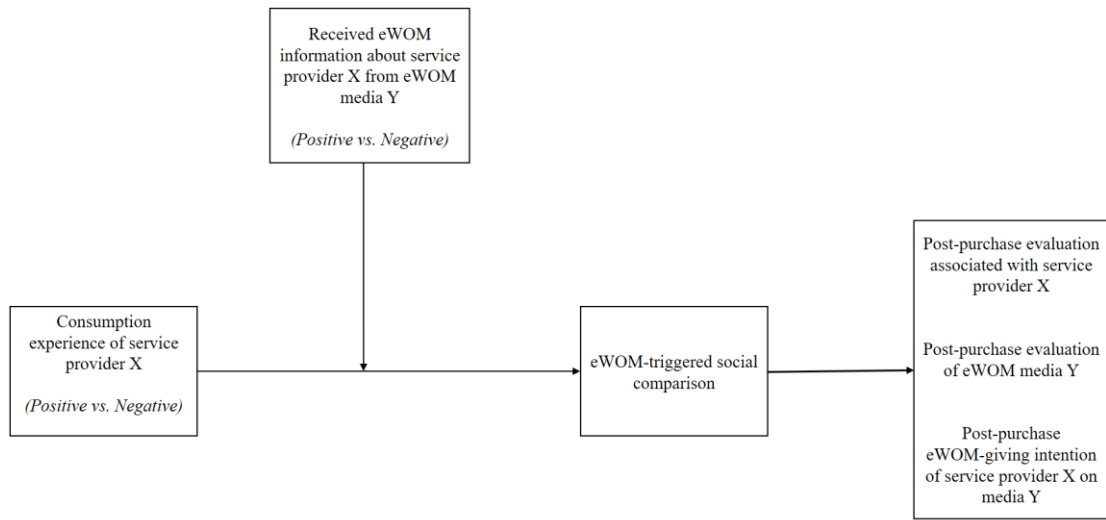 Received eWOM
information about service
provider X from eWOM
media Y
(Positive vs. Negative)
Consumption
experience of service
provider X
(Positive vs. Negative)
eWOM-triggered social
comparison
Post-purchase evaluation
associated with service
provider X
Post-purchase evaluation
of eWOM media Y
Post-purchase
eWOM-giving intention
of service provider X on
media Y